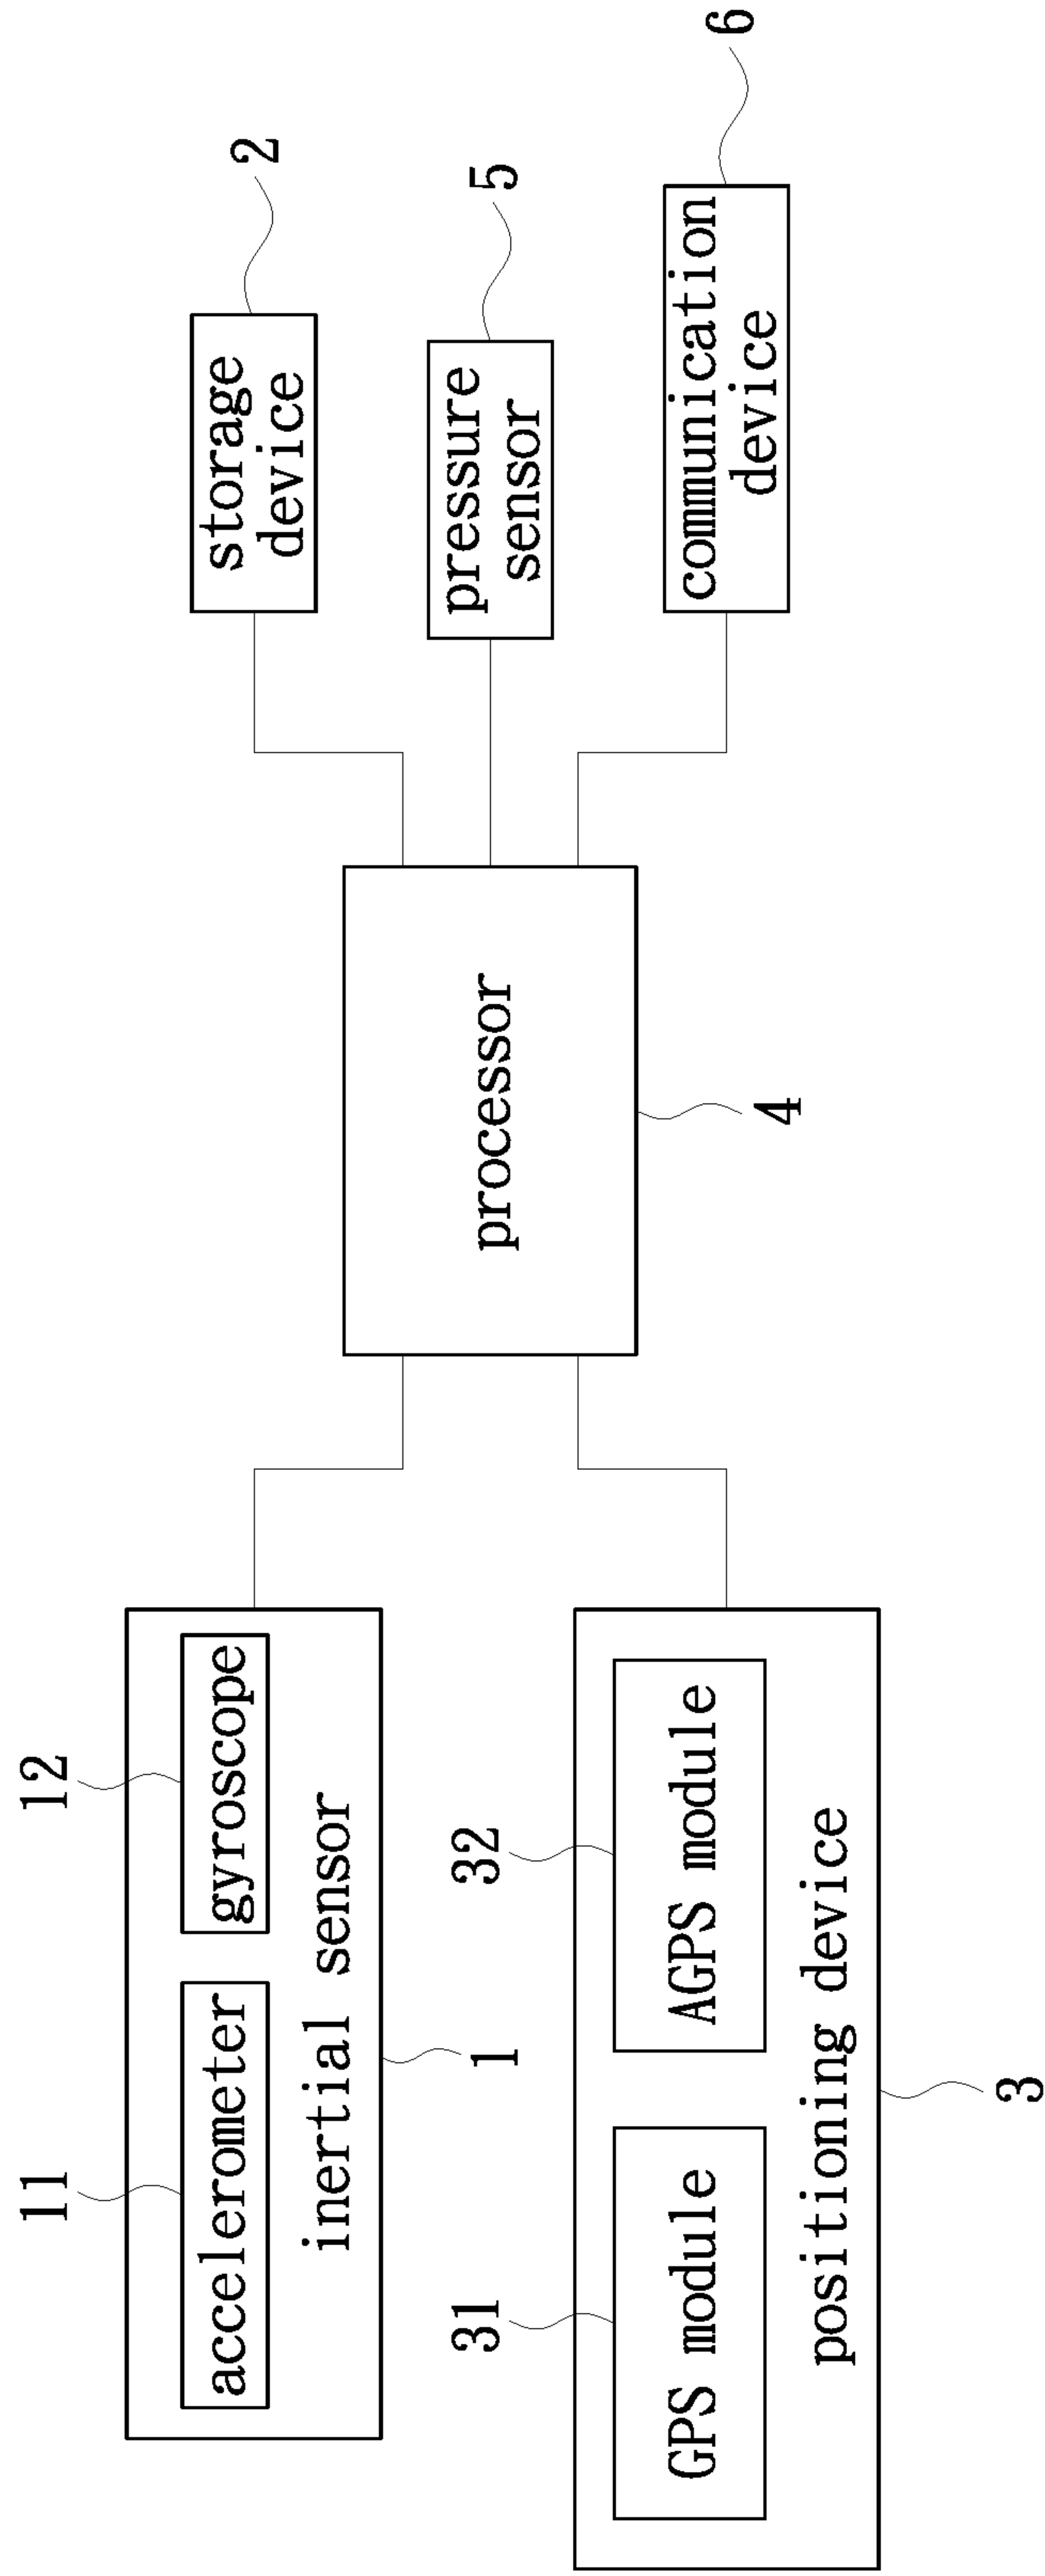 11
12
accelerometer
gyroscope
inertial sensor
1
31
32
GPS module
AGPS module
positioning device
3
processor
4
2
storage
device
5
pressure
sensor
6
communication
device